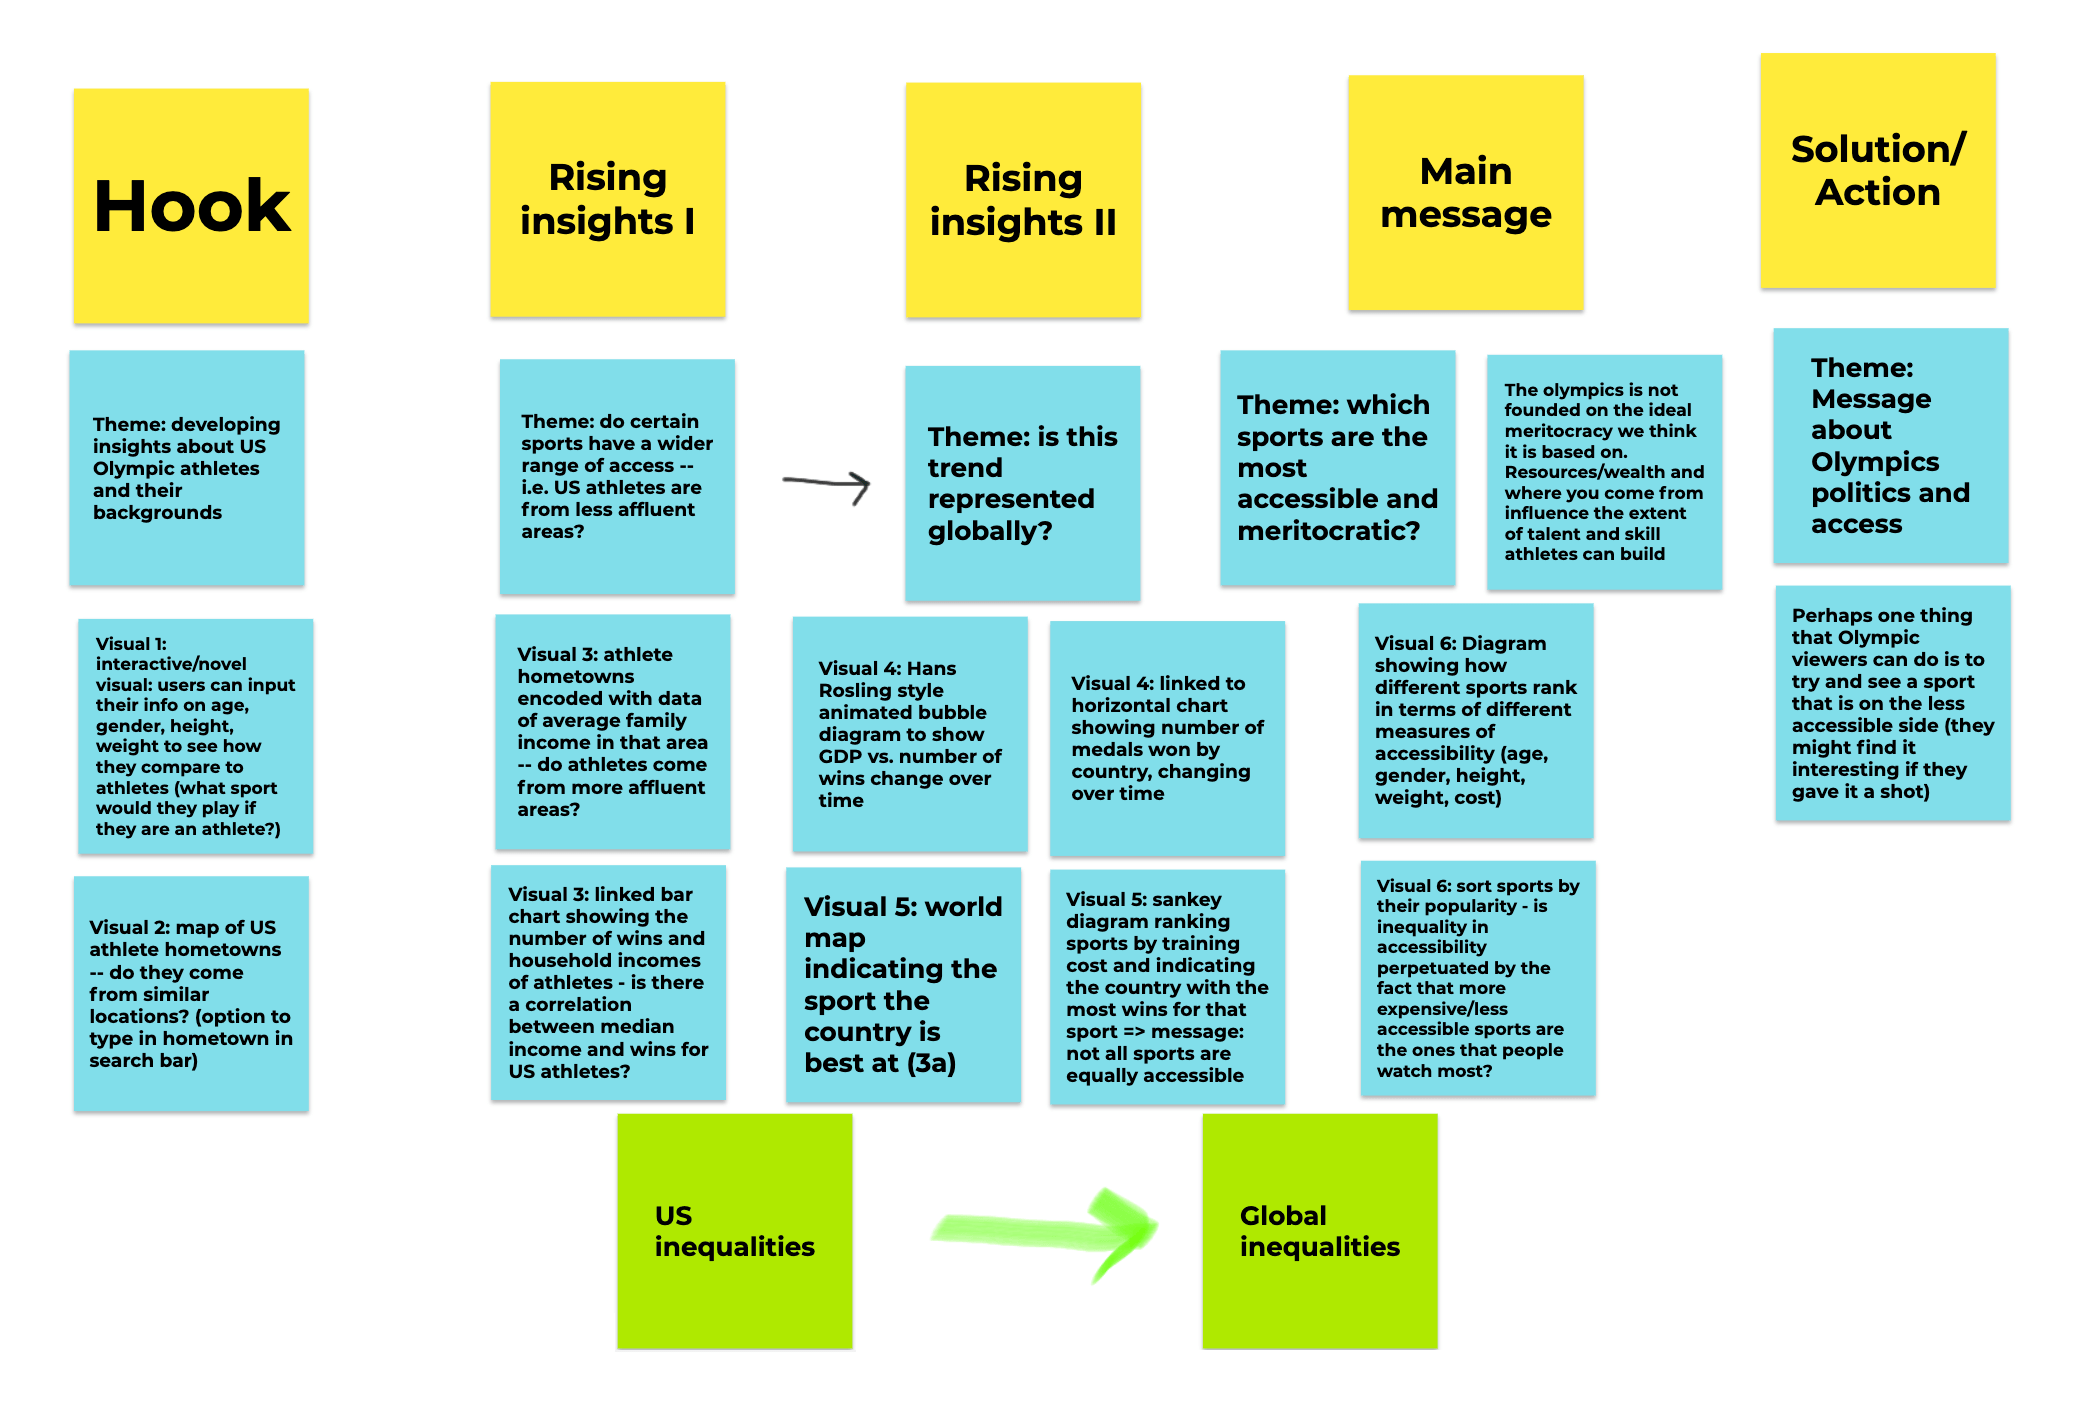 Hook
Rising
insights I
Rising
insights II
Main
message
Solution/
Action
Theme: developing
insights about US
Olympic athletes
and their
backgrounds
Theme: do certain
sports have a wider
range of access --
i.e. US athletes are
from less affluent
areas?
Theme: is this
trend
represented
globally?
Theme: which
sports are the
most
accessible and
meritocratic?
The olympics is not
founded on the ideal
meritocracy we think
it is based on.
Resources/wealth and
where you come from
influence the extent
of talent and skill
athletes can build
Theme:
Message
about
Olympics
politics and
access
Visual 1:
interactive/novel
visual: users can input
their info on age,
gender, height,
weight to see how
they compare to
athletes (what sport
would they play if
they are an athlete?)
Visual 3: athlete
hometowns
encoded with data
of average family
income in that area
-- do athletes come
from more affluent
areas?
Visual 4: Hans
Rosling style
animated bubble
diagram to show
GDP vs. number of
wins change over
time
Visual 4: linked to
horizontal chart
showing number of
medals won by
country, changing
over time
Visual 6: Diagram
showing how
different sports rank
in terms of different
measures of
accessibility (age,
gender, height,
weight, cost)
Perhaps one thing
that Olympic
viewers can do is to
try and see a sport
that is on the less
accessible side (they
might find it
interesting if they
gave it a shot)
Visual 2: map of US
athlete hometowns
-- do they come
from similar
locations? (option to
type in hometown in
search bar)
Visual 3: linked bar
chart showing the
number of wins and
household incomes
of athletes - is there
a correlation
between median
income and wins for
US athletes?
Visual 5: world
map
indicating the
sport the
country is
best at (3a)
Visual 5: sankey
diagram ranking
sports by training
cost and indicating
the country with the
most wins for that
sport => message:
not all sports are
equally accessible
Visual 6: sort sports by
their popularity - is
inequality in
accessibility
perpetuated by the
fact that more
expensive/less
accessible sports are
the ones that people
watch most?
US
inequalities
Global
inequalities